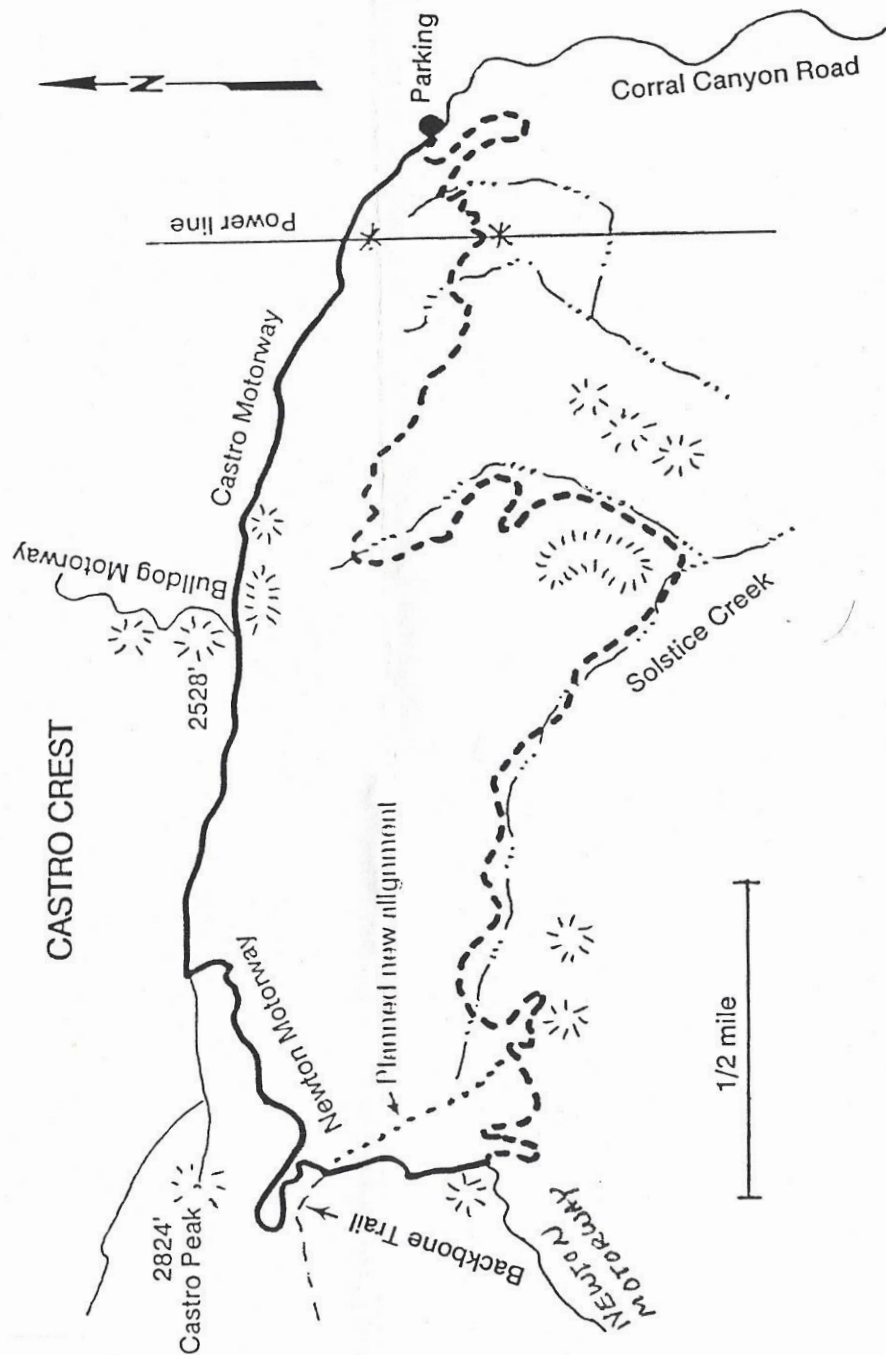 CASTRO CREST
N
Parking
Corral Canyon Road
Power line
Castro Motorway
Bulldog Motorway
2528'
2824'
Castro Peak
Newton Motorway
Planned new alignment
Backbone Trail
NEWTON
MOTORWAY
Solstice Creek
1/2 mile